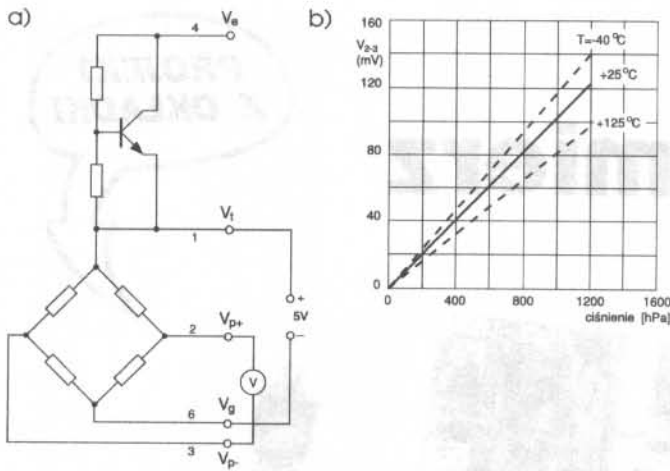 a)
4
Vₑ
Vₜ
1
+
5V
–
2
Vₚ₊
V
V_g
6
3
Vₚ₋
b)
V₂₋₃
(mV)
160
120
80
40
0
T=-40 °C
+25 °C
+125 °C
0
400
800
1200
1600
ciśnienie [hPa]